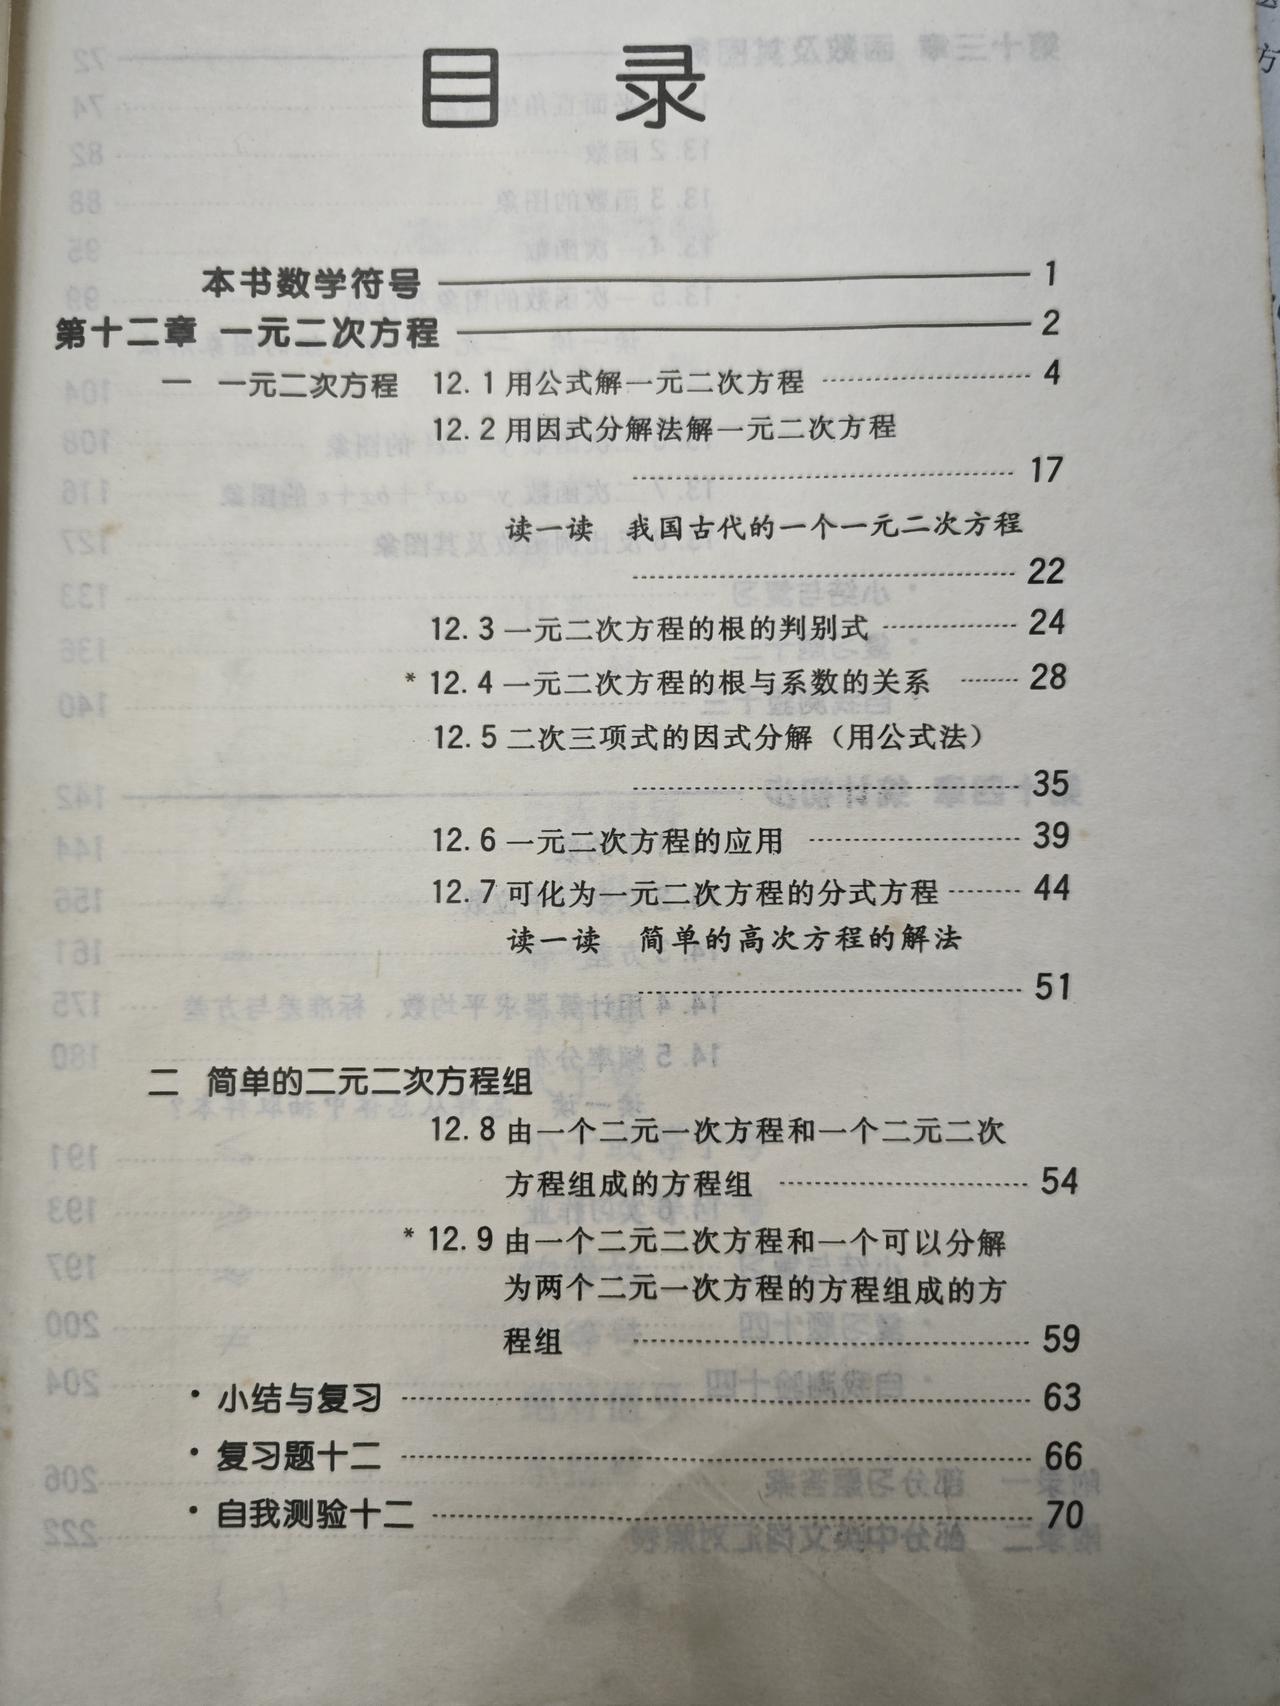 目 录
本书数学符号 1
第十二章 一元二次方程 2
一 一元二次方程 12.1 用公式解一元二次方程 4
12.2 用因式分解法解一元二次方程
17
读一读 我国古代的一个一元二次方程
22
12.3 一元二次方程的根的判别式 24
* 12.4 一元二次方程的根与系数的关系 28
12.5 二次三项式的因式分解（用公式法）
35
12.6 一元二次方程的应用 39
12.7 可化为一元二次方程的分式方程 44
读一读 简单的高次方程的解法
51
二 简单的二元二次方程组
12.8 由一个二元一次方程和一个二元二次
方程组成的方程组 54
* 12.9 由一个二元二次方程和一个可以分解
为两个二元一次方程的方程组成的方
程组 59
· 小结与复习 63
· 复习题十二 66
· 自我测验十二 70